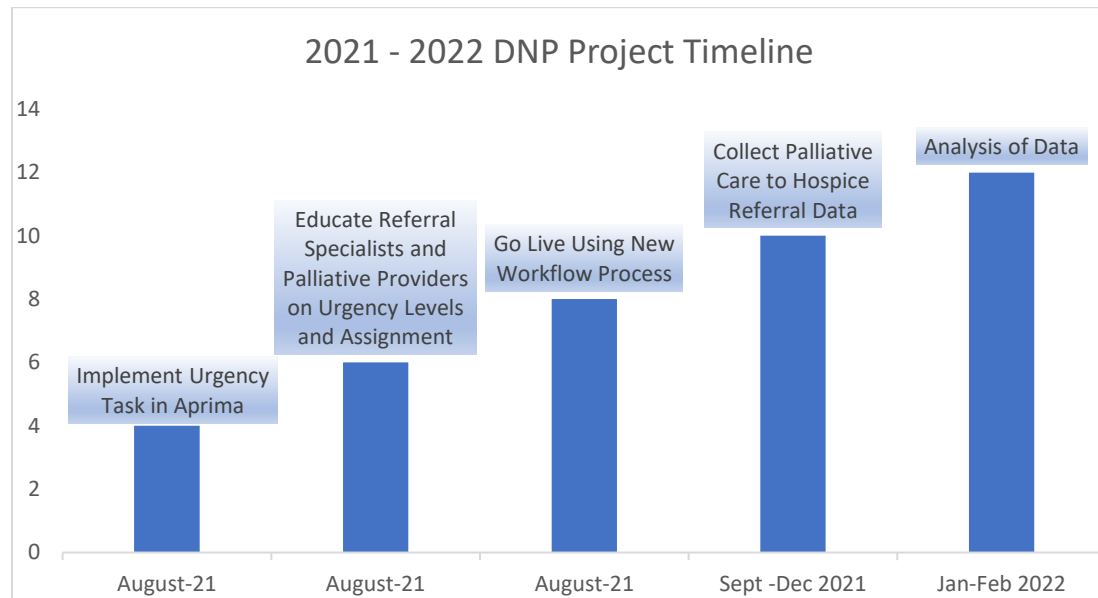 2021 - 2022 DNP Project Timeline
14
12
10
8
6
4
2
0
Implement Urgency
Task in Aprima
Educate Referral
Specialists and
Palliative Providers
on Urgency Levels
and Assignment
Go Live Using New
Workflow Process
Collect Palliative
Care to Hospice
Referral Data
Analysis of Data
August-21
August-21
August-21
Sept -Dec 2021
Jan-Feb 2022